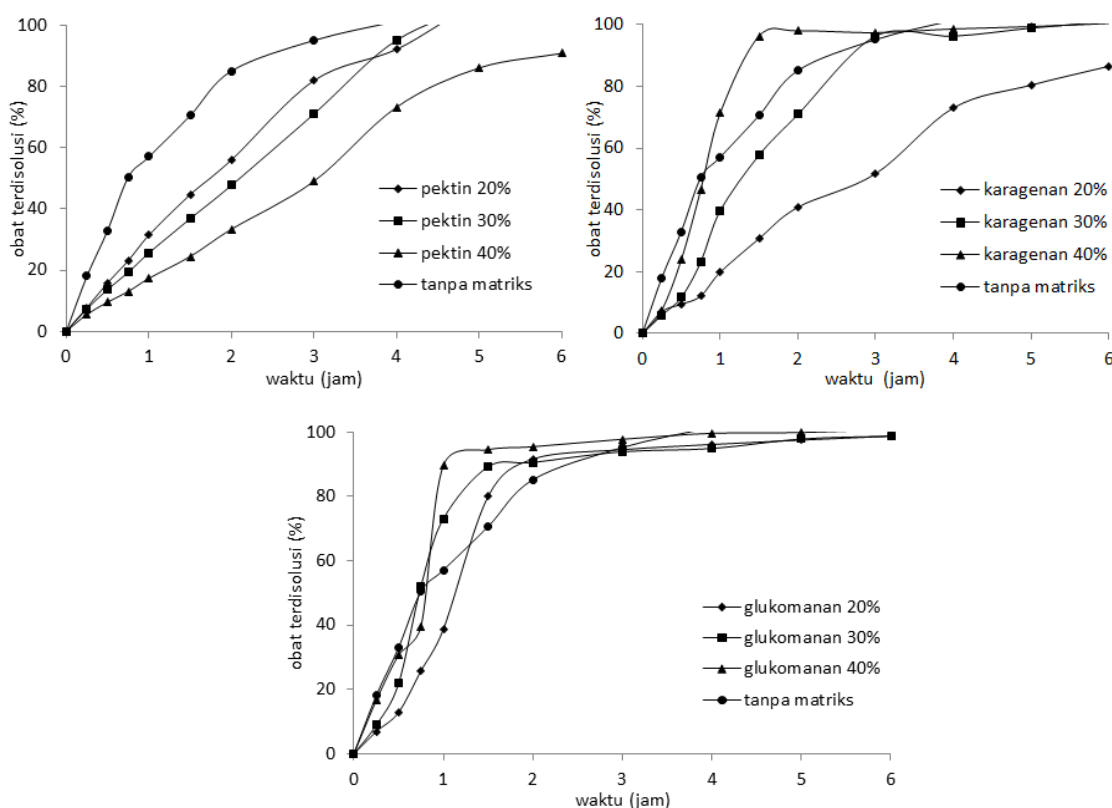 100
80
60
40
20
0
obat terdisolusi (%)
pektin 20%
pektin 30%
pektin 40%
tanpa matriks
0 1 2 3 4 5 6
waktu (jam)
100
80
60
40
20
0
obat terdisolusi (%)
karagenan 20%
karagenan 30%
karagenan 40%
tanpa matriks
0 1 2 3 4 5 6
waktu (jam)
100
80
60
40
20
0
obat terdisolusi (%)
glukomanan 20%
glukomanan 30%
glukomanan 40%
tanpa matriks
0 1 2 3 4 5 6
waktu (jam)